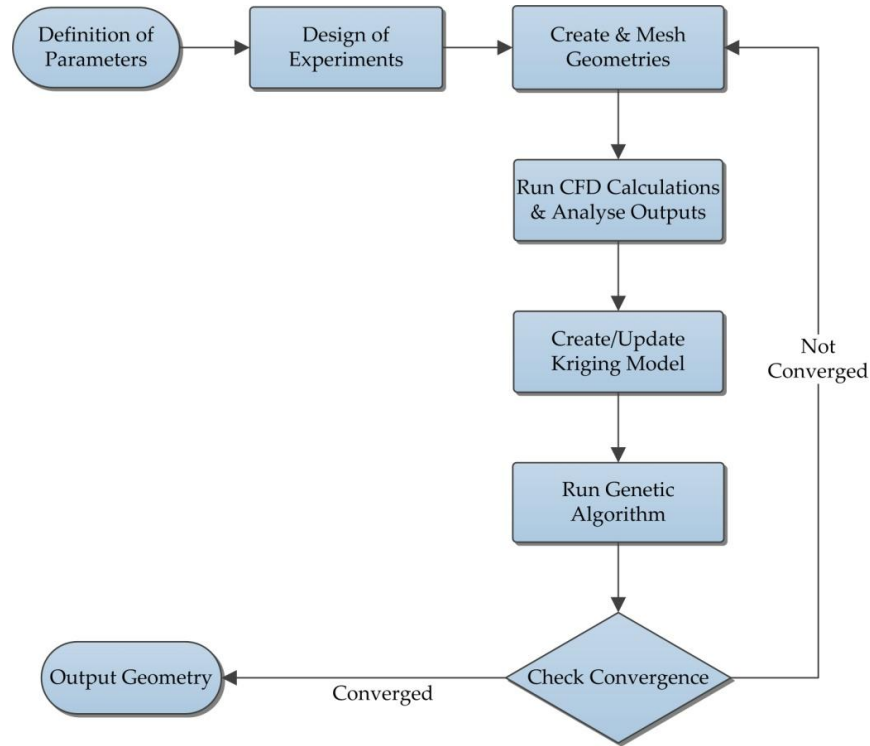 Definition of
Parameters
Design of
Experiments
Create & Mesh
Geometries
Run CFD Calculations
& Analyse Outputs
Create/Update
Kriging Model
Not
Converged
Run Genetic
Algorithm
Check Convergence
Converged
Output Geometry